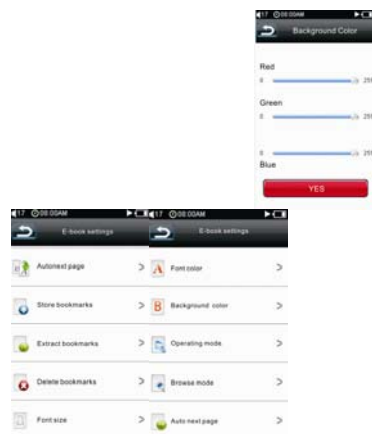 17 08:00AM
Background Color
Red
0 255
Green
0 255
0 255
Blue
YES
17 08:00AM
E-book settings
Autonext page >
Store bookmarks >
Extract bookmarks >
Delete bookmarks >
Font size >
17 08:00AM
E-book settings
A Font color >
B Background color >
Operating mode >
Browse mode >
Auto next page >